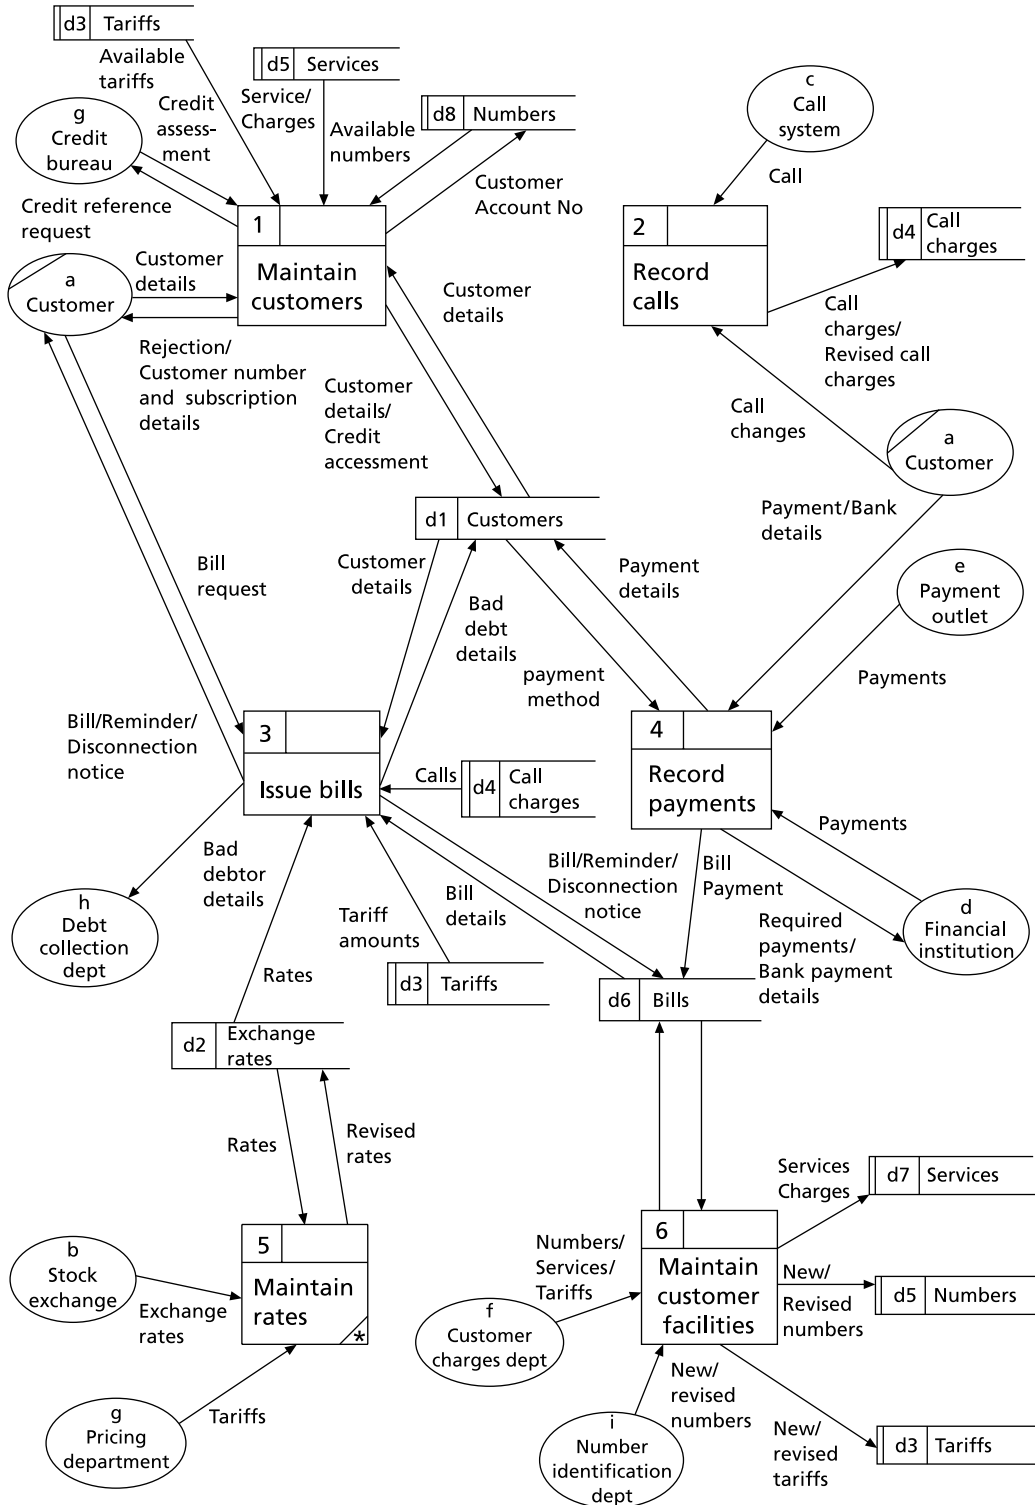 d3 Tariffs
Available
tariffs
d5 Services
Service/
Charges
d8 Numbers
Available
numbers
g
Credit
bureau
Credit
assess-
ment
Credit reference
request
Customer
Account No
c
Call
system
Call
1
Maintain
customers
2
Record
calls
d4 Call
charges
a
Customer
Customer
details
Customer
details
Call
charges/
Revised call
charges
Rejection/
Customer number
and subscription
details
Customer
details/
Credit
accessment
Call
changes
a
Customer
d1 Customers
Payment/Bank
details
Bill
request
Customer
details
Payment
details
e
Payment
outlet
Bad
debt
details
payment
method
Payments
Bill/Reminder/
Disconnection
notice
3
Issue bills
4
Record
payments
Calls
d4 Call
charges
Payments
Bad
debtor
details
Bill/Reminder/
Disconnection
notice
Bill
Payment
h
Debt
collection
dept
Tariff
amounts
Bill
details
Required
payments/
Bank payment
details
d
Financial
institution
Rates
d3 Tariffs
d6 Bills
d2 Exchange
rates
Rates
Revised
rates
Services
Charges
d7 Services
5
Maintain
rates
*
6
Maintain
customer
facilities
Numbers/
Services/
Tariffs
b
Stock
exchange
Exchange
rates
New/
Revised
numbers
d5 Numbers
f
Customer
charges dept
New/
revised
numbers
g
Pricing
department
Tariffs
i
Number
identification
dept
New/
revised
tariffs
d3 Tariffs